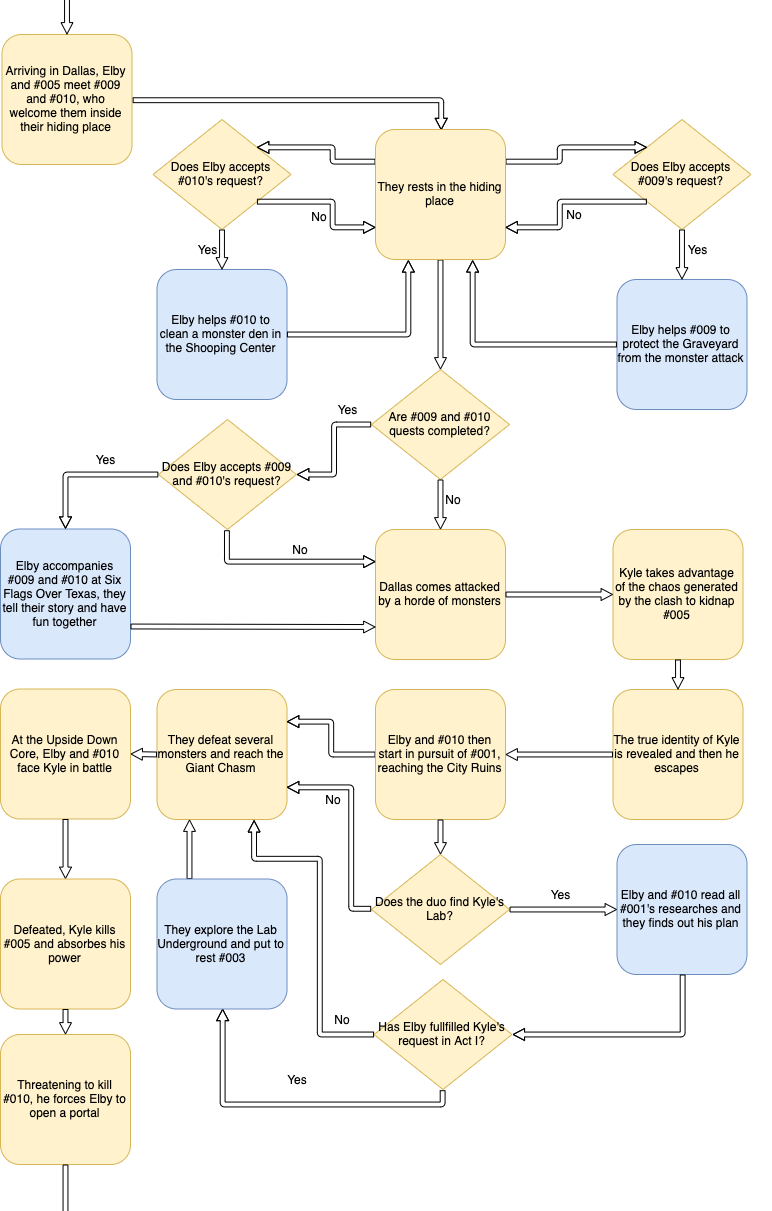 Arriving in Dallas, Elby
and #005 meet #009
and #010, who
welcome them inside
their hiding place
Does Elby accepts
#010's request?
They rests in the hiding
place
Does Elby accepts
#009's request?
No
No
Yes
Yes
Elby helps #010 to
clean a monster den in
the Shooping Center
Elby helps #009 to
protect the Graveyard
from the monster attack
Are #009 and #010
quests completed?
Yes
Does Elby accepts #009
and #010's request?
Yes
No
No
Elby accompanies
#009 and #010 at Six
Flags Over Texas, they
tell their story and have
fun together
Dallas comes attacked
by a horde of monsters
Kyle takes advantage
of the chaos generated
by the clash to kidnap
#005
At the Upside Down
Core, Elby and #010
face Kyle in battle
They defeat several
monsters and reach the
Giant Chasm
Elby and #010 then
start in pursuit of #001,
reaching the City Ruins
The true identity of Kyle
is revealed and then he
escapes
No
Does the duo find Kyle's
Lab?
Yes
Elby and #010 read all
#001's researches and
they finds out his plan
Defeated, Kyle kills
#005 and absorbes his
power
They explore the Lab
Underground and put to
rest #003
No
Has Elby fullfilled Kyle's
request in Act I?
Yes
Threatening to kill
#010, he forces Elby to
open a portal